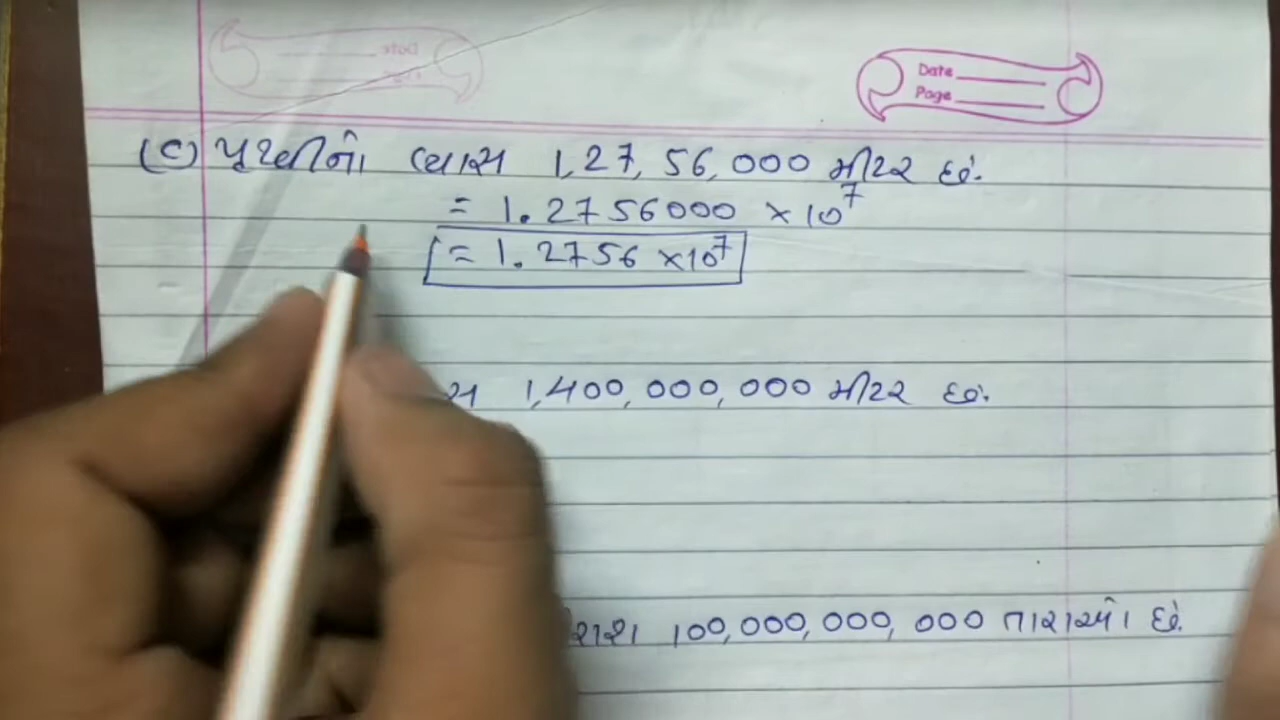 Date
Page
(c) પૃથ્વીનો વ્યાસ 1,27,56,000 મીટર છે.
= 1.2756000 × 10⁷
= 1.2756 ×10⁷
1,400,000,000 મીટર છે.
100,000,000,000 તારાઓ છે.